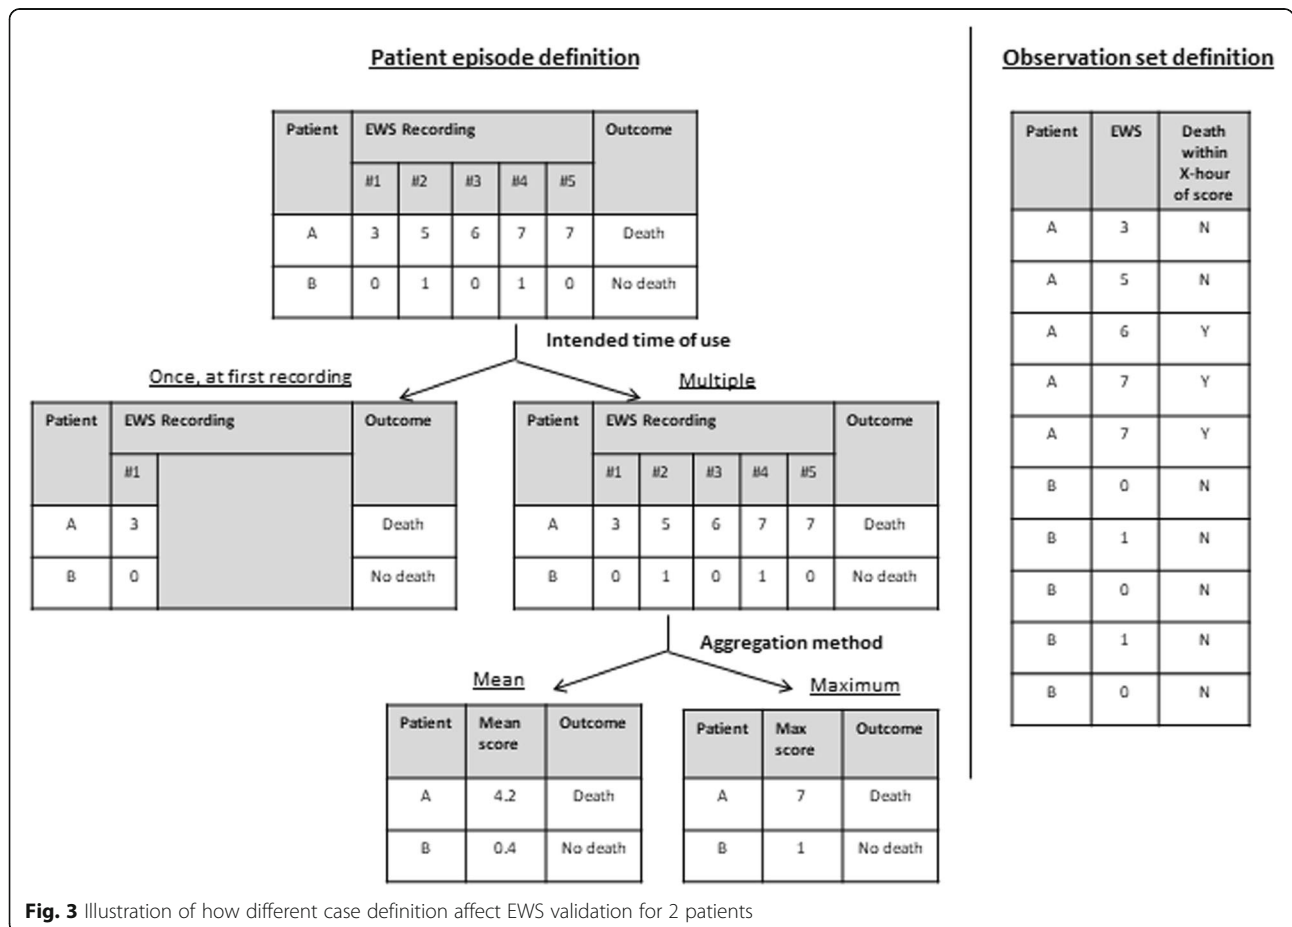 Patient episode definition
Patient EWS Recording Outcome
#1 #2 #3 #4 #5
A 3 5 6 7 7 Death
B 0 1 0 1 0 No death
Intended time of use
Once, at first recording
Multiple
Patient EWS Recording Outcome
#1
A 3 Death
B 0 No death
Patient EWS Recording Outcome
#1 #2 #3 #4 #5
A 3 5 6 7 7 Death
B 0 1 0 1 0 No death
Aggregation method
Mean
Maximum
Patient Mean Outcome
score
A 4.2 Death
B 0.4 No death
Patient Max Outcome
score
A 7 Death
B 1 No death
Observation set definition
Patient EWS Death
within
X-hour
of score
A 3 N
A 5 N
A 6 Y
A 7 Y
A 7 Y
B 0 N
B 1 N
B 0 N
B 1 N
B 0 N
Fig. 3 Illustration of how different case definition affect EWS validation for 2 patients